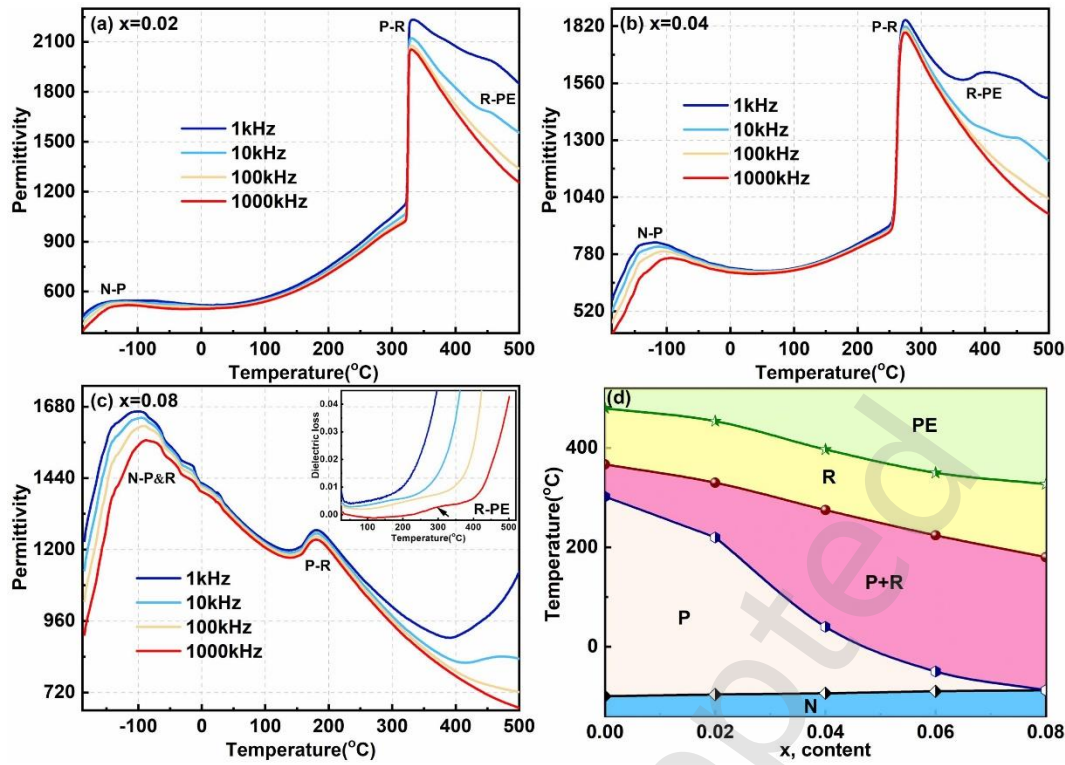 (a) x=0.02
P-R
R-PE
N-P
1kHz
10kHz
100kHz
1000kHz
Permittivity
2100
1800
1500
1200
900
600
-100 0 100 200 300 400 500
Temperature(°C)
(b) x=0.04
P-R
R-PE
N-P
1kHz
10kHz
100kHz
1000kHz
Permittivity
1820
1560
1300
1040
780
520
-100 0 100 200 300 400 500
Temperature(°C)
(c) x=0.08
N-P&R
P-R
1kHz
10kHz
100kHz
1000kHz
Permittivity
1680
1440
1200
960
720
-100 0 100 200 300 400 500
Temperature(°C)
Dielectric loss
0.04
0.03
0.02
0.01
0.00
R-PE
100 200 300 400 500
Temperature(°C)
(d)
PE
R
P+R
P
N
Temperature(°C)
400
200
0
0.00 0.02 0.04 0.06 0.08
x, content
epted